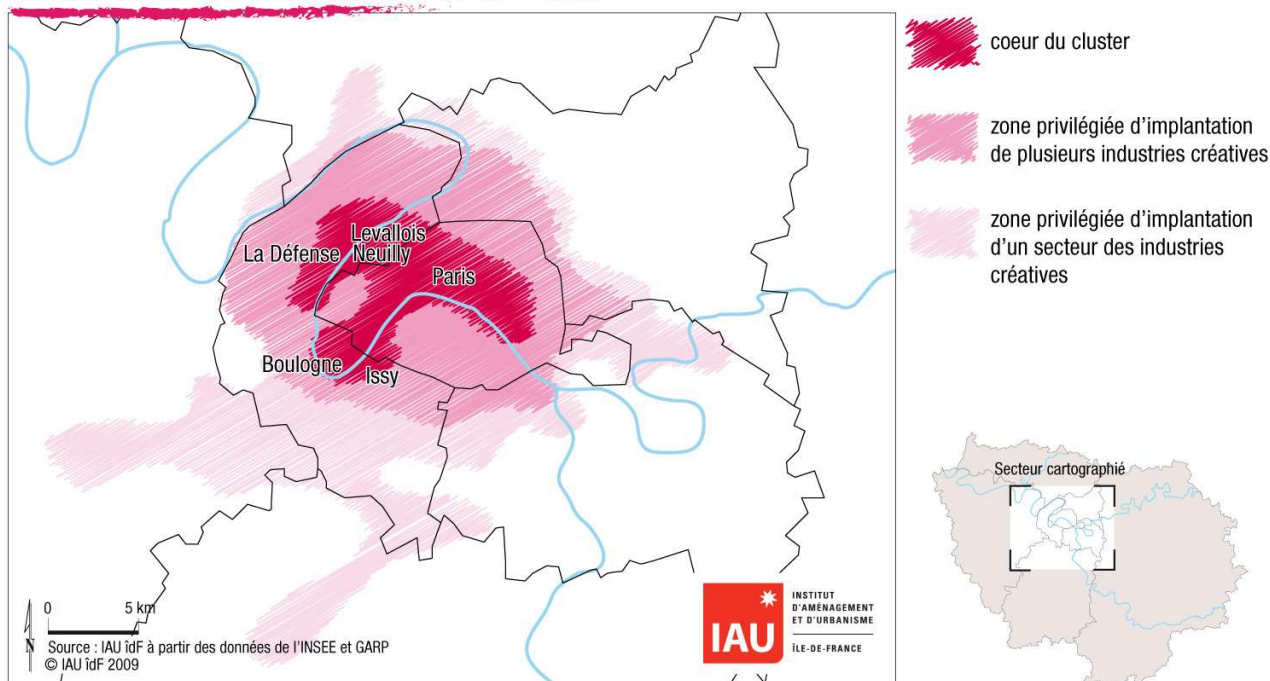 coeur du cluster
zone privilégiée d'implantation
de plusieurs industries créatives
zone privilégiée d'implantation
d'un secteur des industries
créatives
Levallois
La Défense Neuilly
Paris
Boulogne
Issy
Secteur cartographié
0 5 km
N
Source : IAU îdF à partir des données de l'INSEE et GARP
© IAU îdF 2009
IAU
INSTITUT
D'AMÉNAGEMENT
ET D'URBANISME
ÎLE-DE-FRANCE